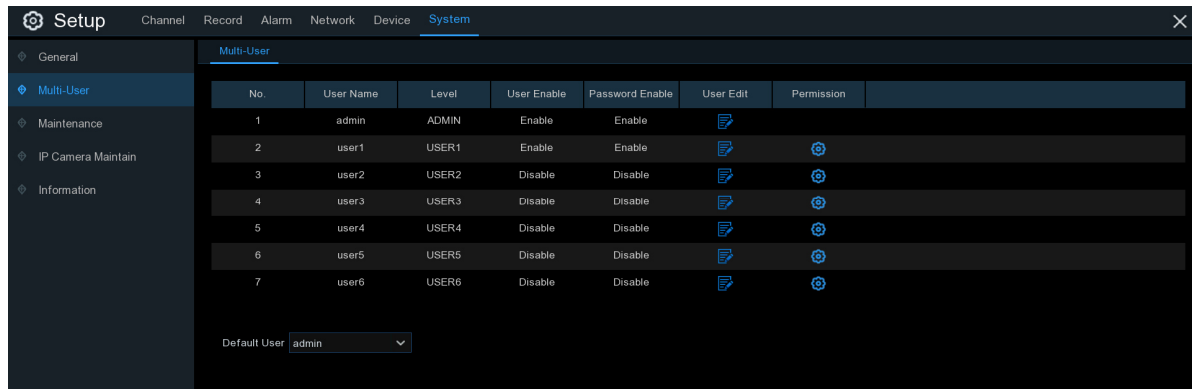 Setup Channel Record Alarm Network Device System
General
Multi-User
Maintenance
IP Camera Maintain
Information
Multi-User
No. User Name Level User Enable Password Enable User Edit Permission
1 admin ADMIN Enable Enable
2 user1 USER1 Enable Enable
3 user2 USER2 Disable Disable
4 user3 USER3 Disable Disable
5 user4 USER4 Disable Disable
6 user5 USER5 Disable Disable
7 user6 USER6 Disable Disable
Default User admin